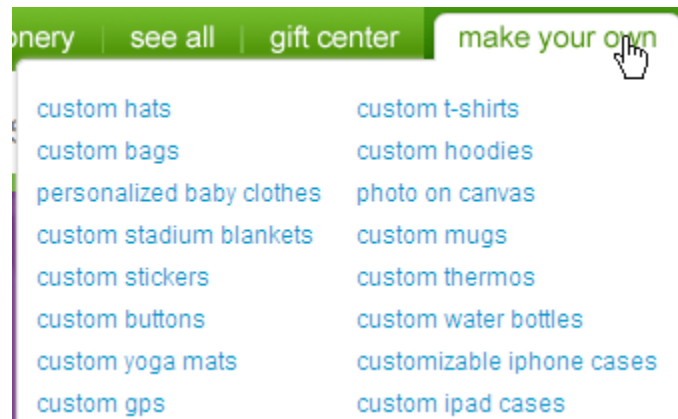 see all gift center make your own
custom hats
custom bags
personalized baby clothes
custom stadium blankets
custom stickers
custom buttons
custom yoga mats
custom gps
custom t-shirts
custom hoodies
photo on canvas
custom mugs
custom thermos
custom water bottles
customizable iphone cases
custom ipad cases